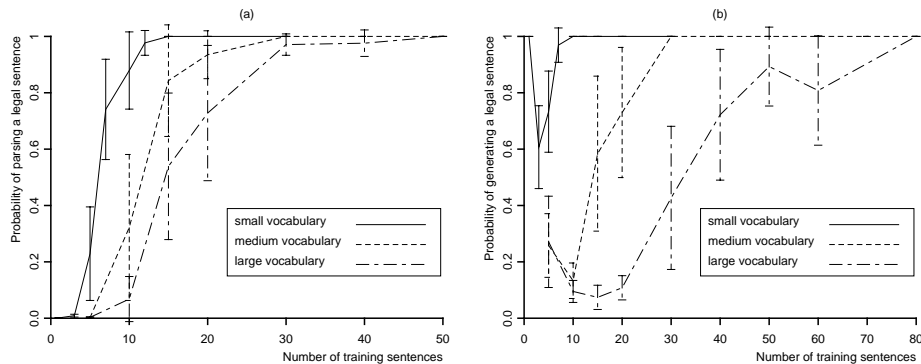 (a)
Probability of parsing a legal sentence
1
0.8
0.6
0.4
0.2
0.0
small vocabulary
medium vocabulary
large vocabulary
0 10 20 30 40 50
Number of training sentences
(b)
Probability of generating a legal sentence
1
0.8
0.6
0.4
0.2
0.0
small vocabulary
medium vocabulary
large vocabulary
0 10 20 30 40 50 60 70 80
Number of training sentences